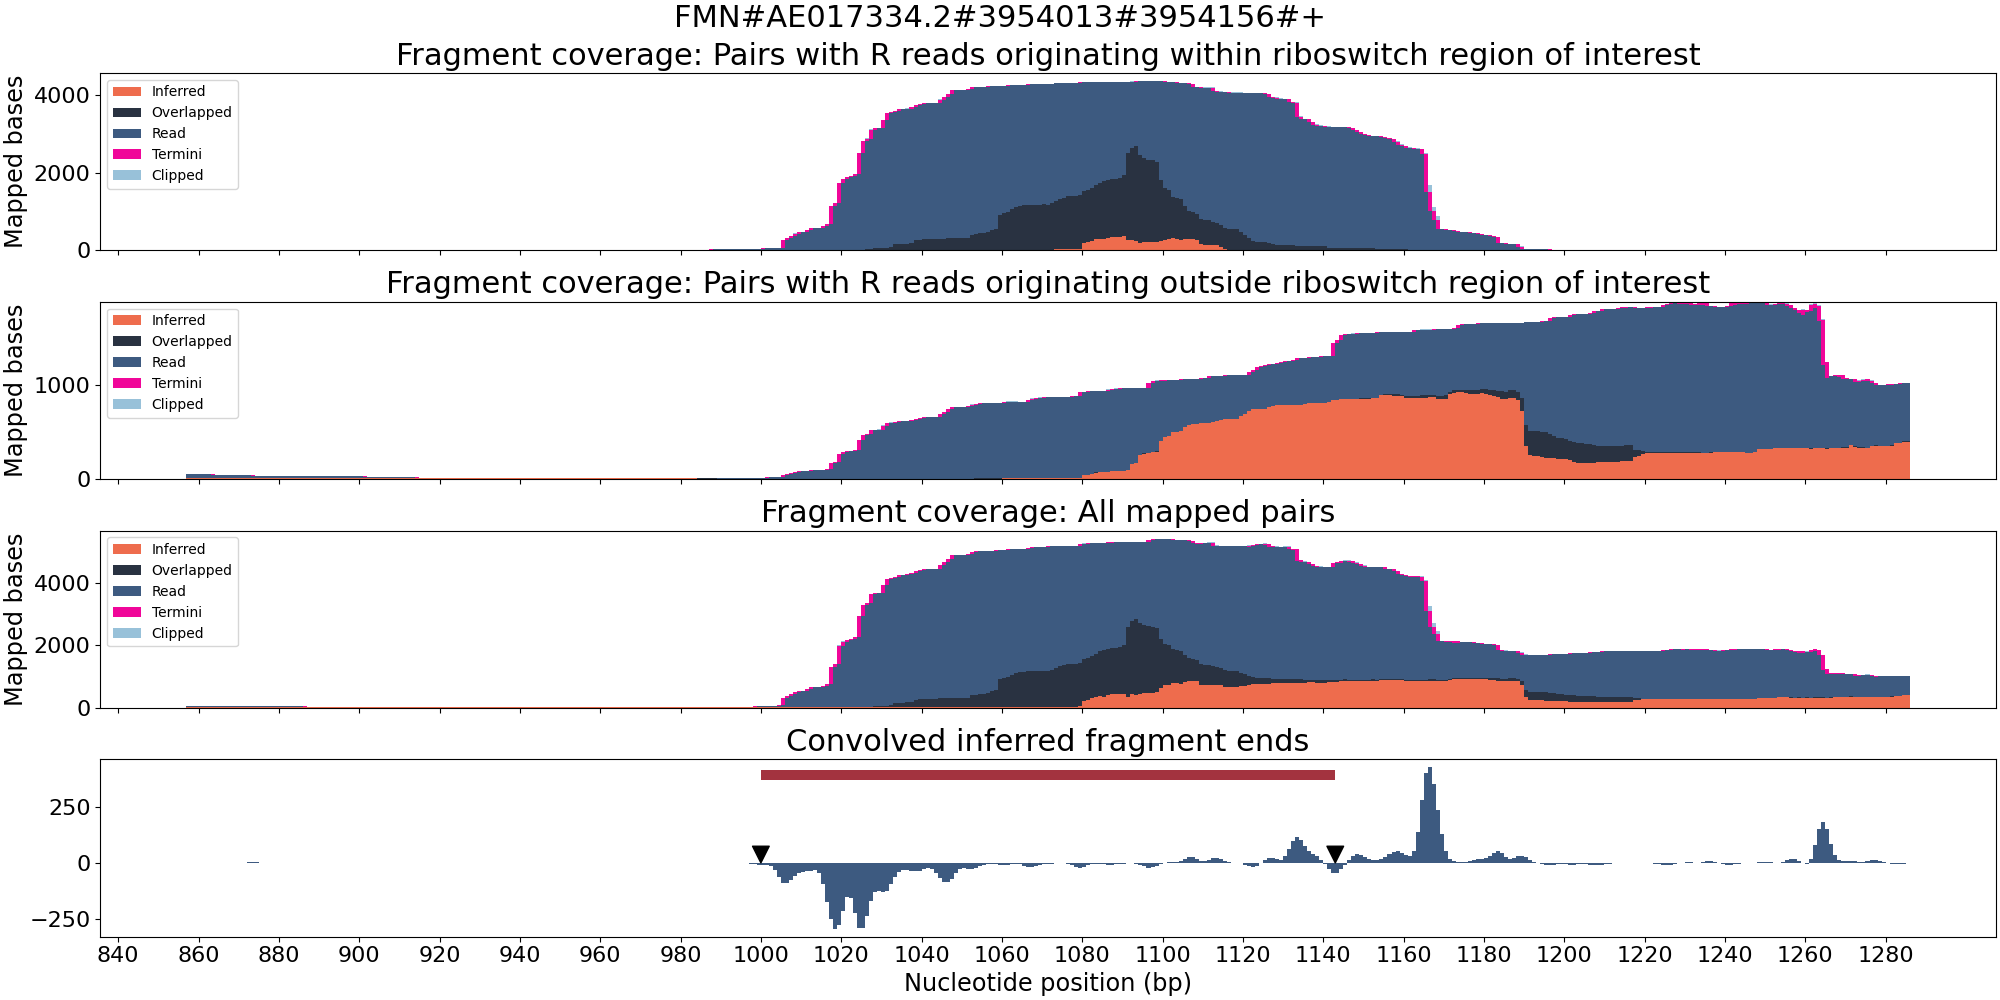 FMN#AE017334.2#3954013#3954156#+
Fragment coverage: Pairs with R reads originating within riboswitch region of interest
Mapped bases
4000
2000
0
Inferred
Overlapped
Read
Termini
Clipped
Fragment coverage: Pairs with R reads originating outside riboswitch region of interest
Mapped bases
1000
0
Inferred
Overlapped
Read
Termini
Clipped
Fragment coverage: All mapped pairs
Mapped bases
4000
2000
0
Inferred
Overlapped
Read
Termini
Clipped
Convolved inferred fragment ends
250
0
−250
840 860 880 900 920 940 960 980 1000 1020 1040 1060 1080 1100 1120 1140 1160 1180 1200 1220 1240 1260 1280
Nucleotide position (bp)